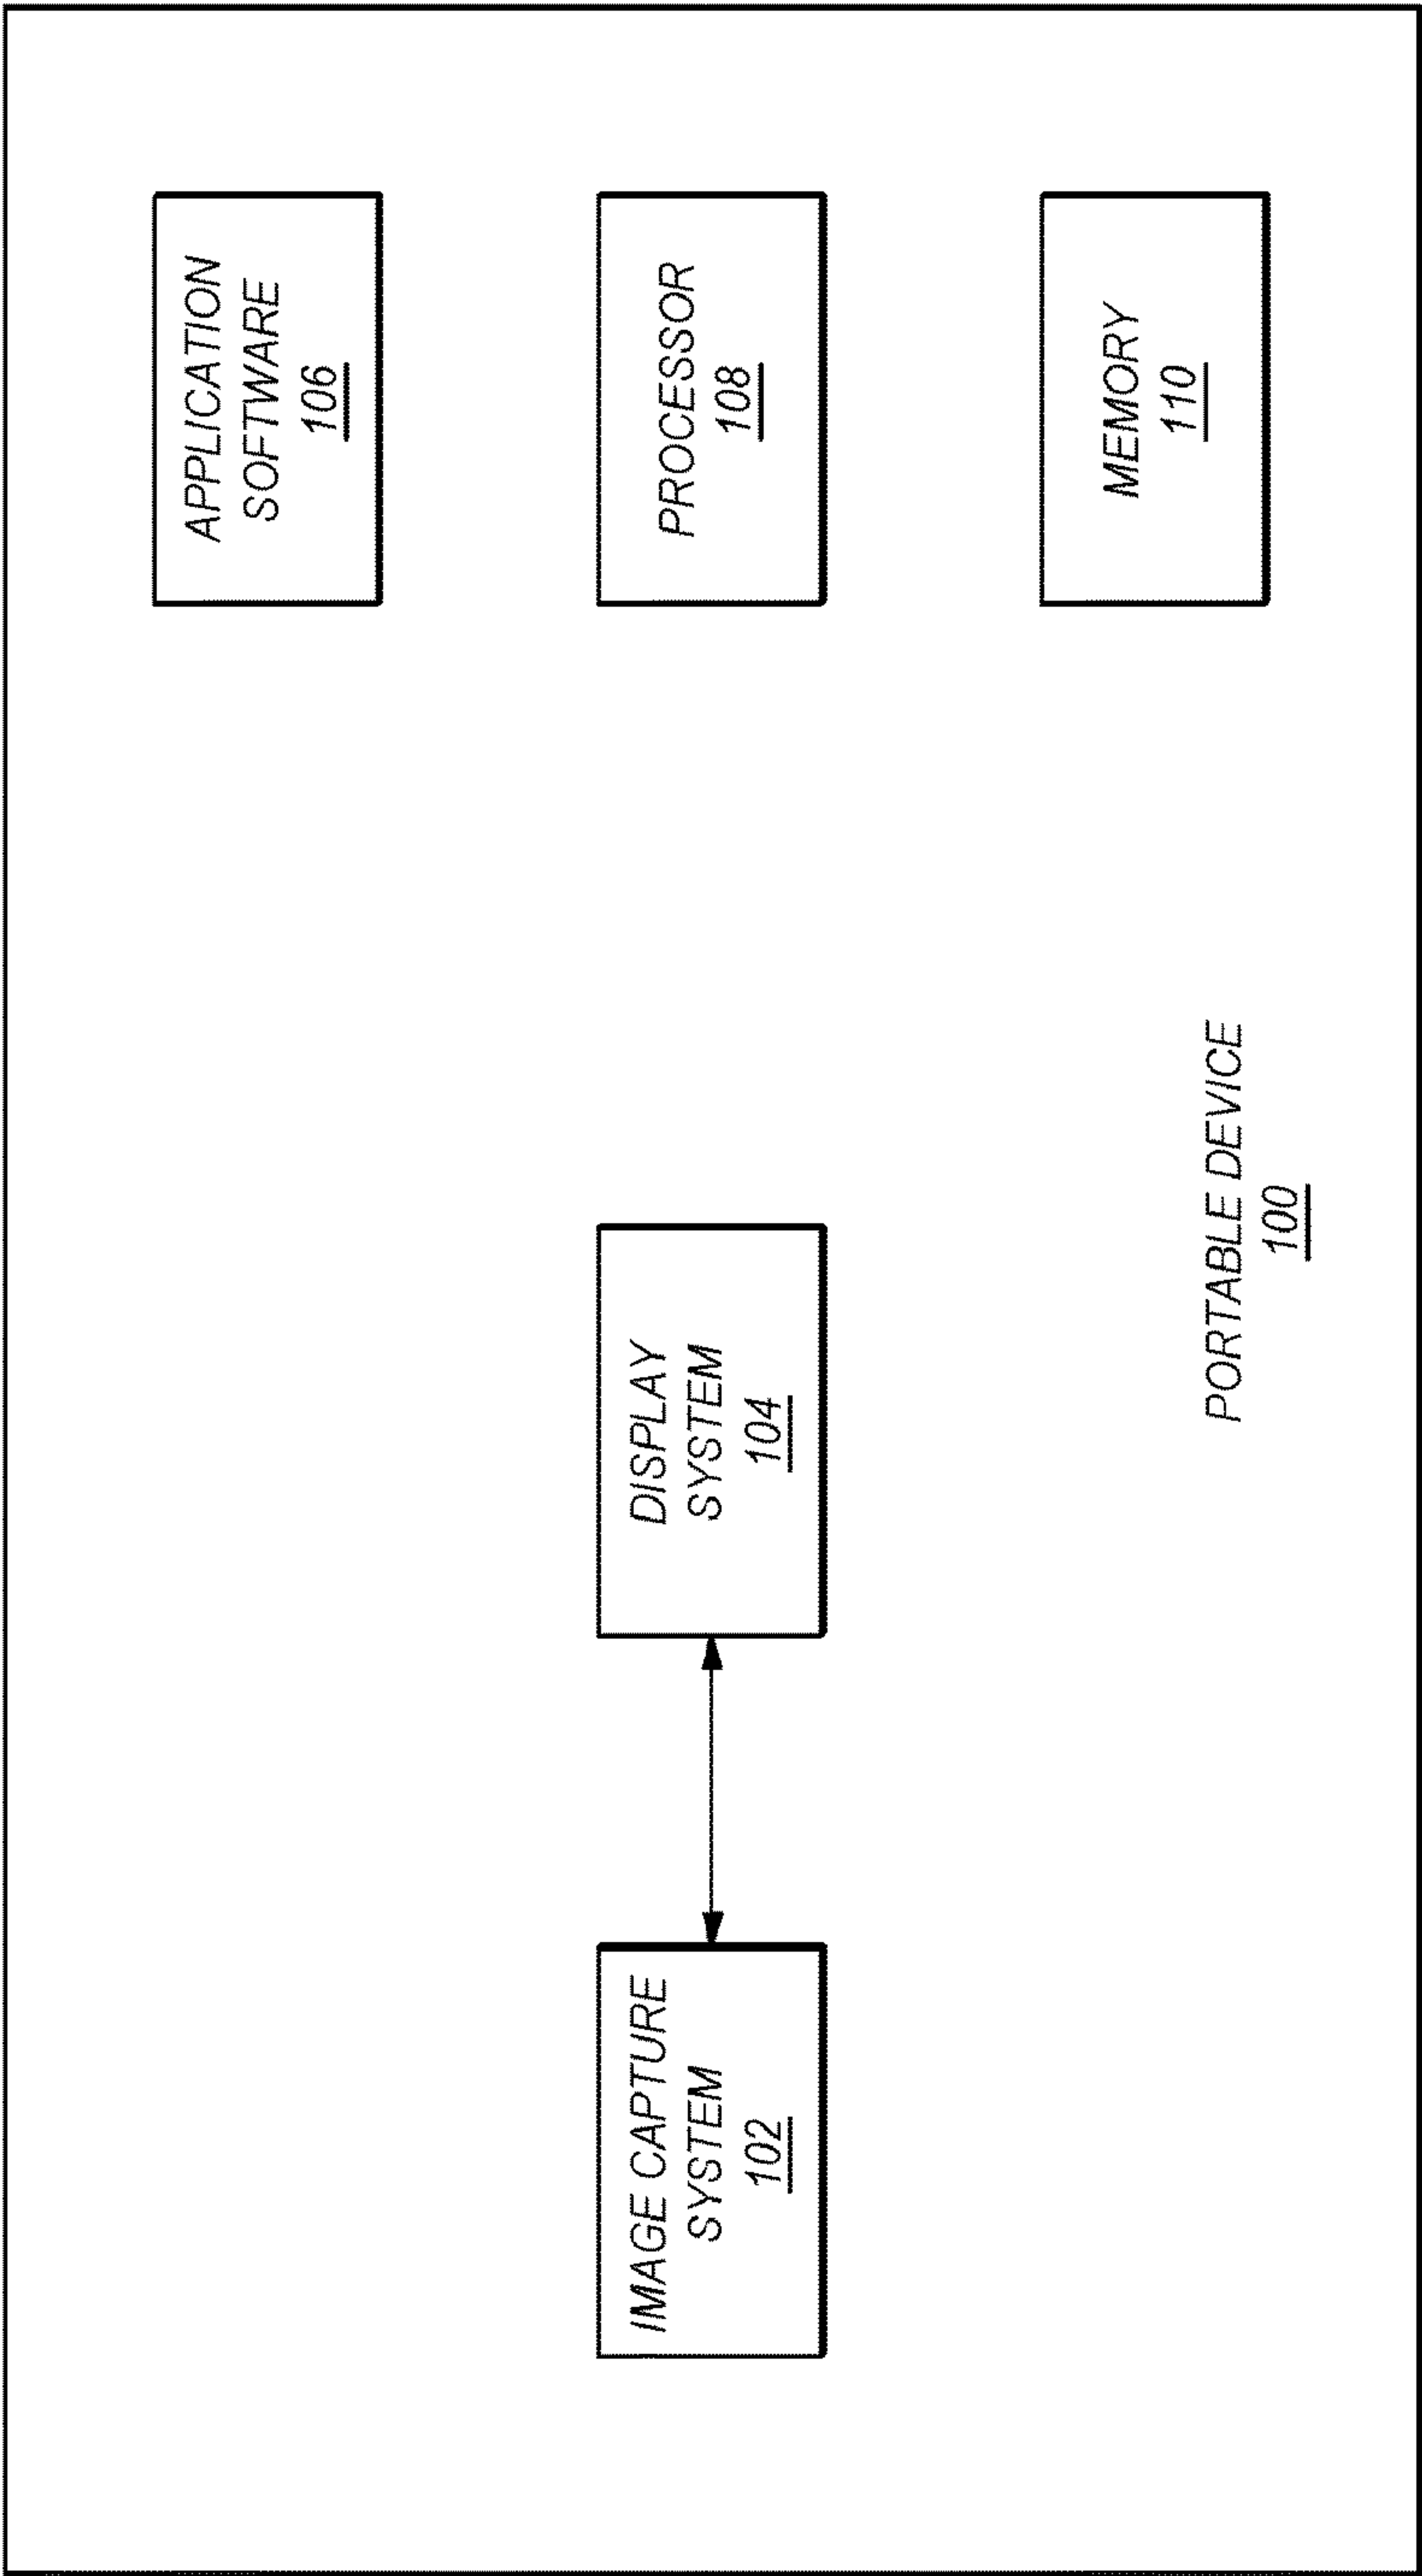 APPLICATION
SOFTWARE
106
IMAGE CAPTURE
SYSTEM
102
DISPLAY
SYSTEM
104
PROCESSOR
108
MEMORY
110
PORTABLE DEVICE
100